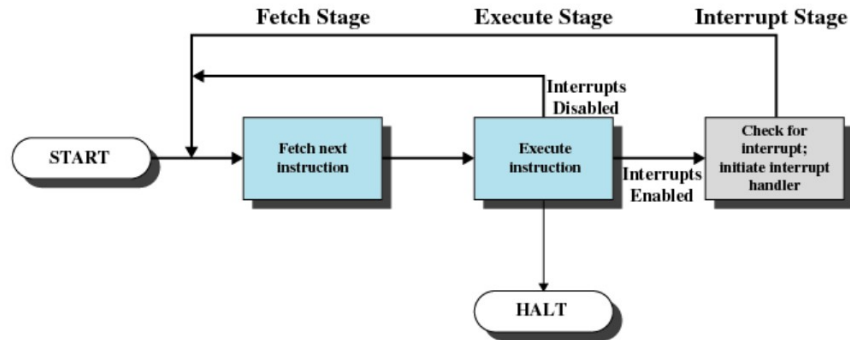 Fetch Stage Execute Stage Interrupt Stage
Interrupts
Disabled
START
Fetch next
instruction
Execute
instruction
Interrupts
Enabled
Check for
interrupt;
initiate interrupt
handler
HALT